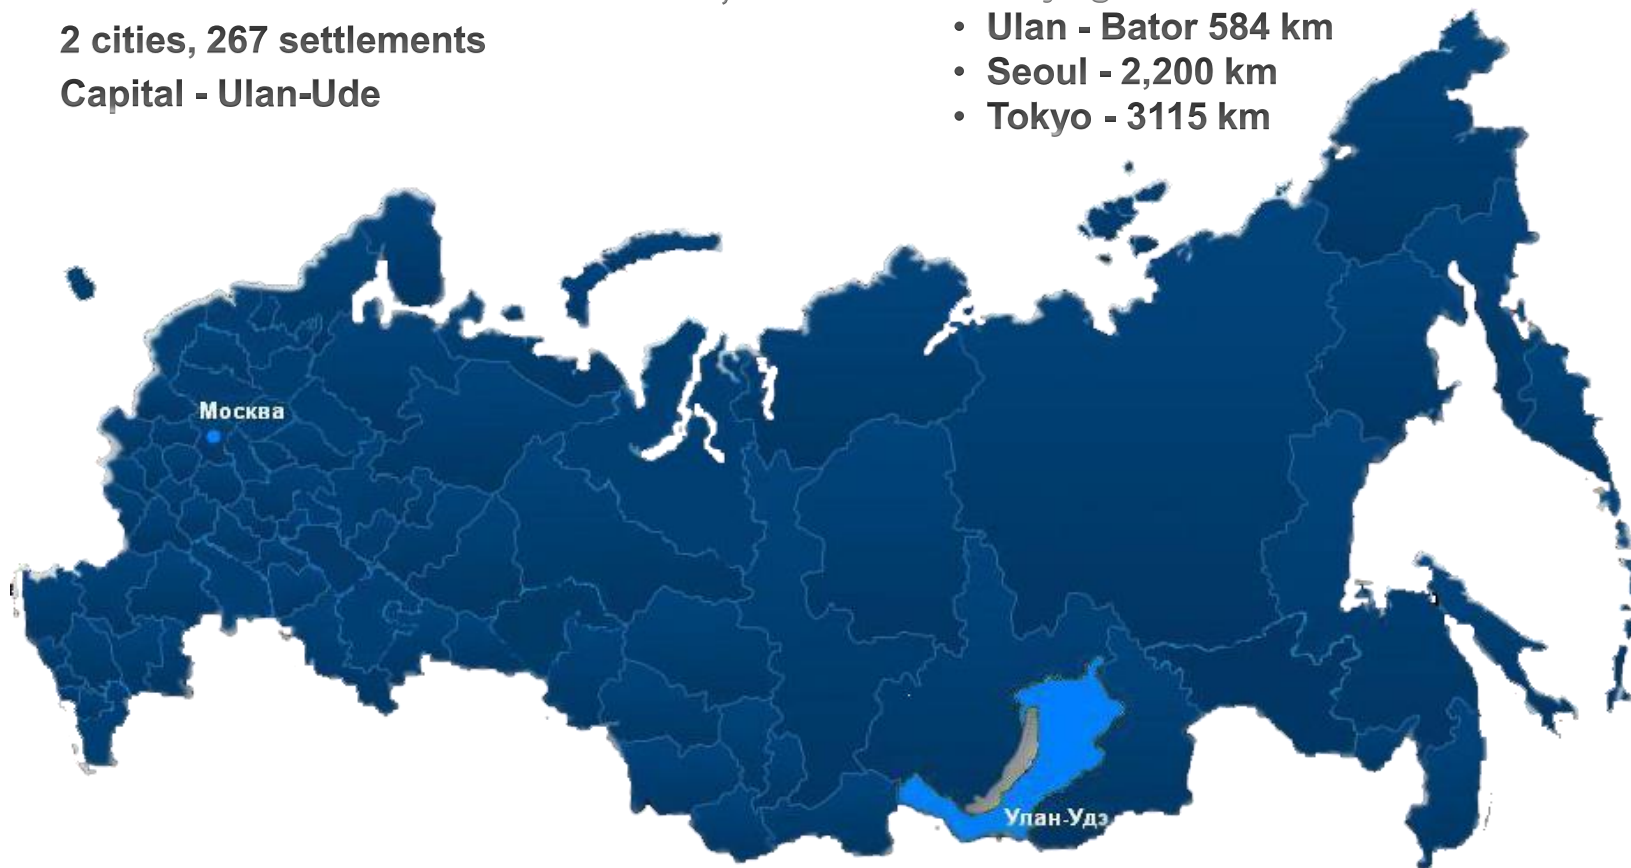 2 cities, 267 settlements
Capital - Ulan-Ude
• Ulan - Bator 584 km
• Seoul - 2,200 km
• Tokyo - 3115 km
Москва
Улан-Удэ